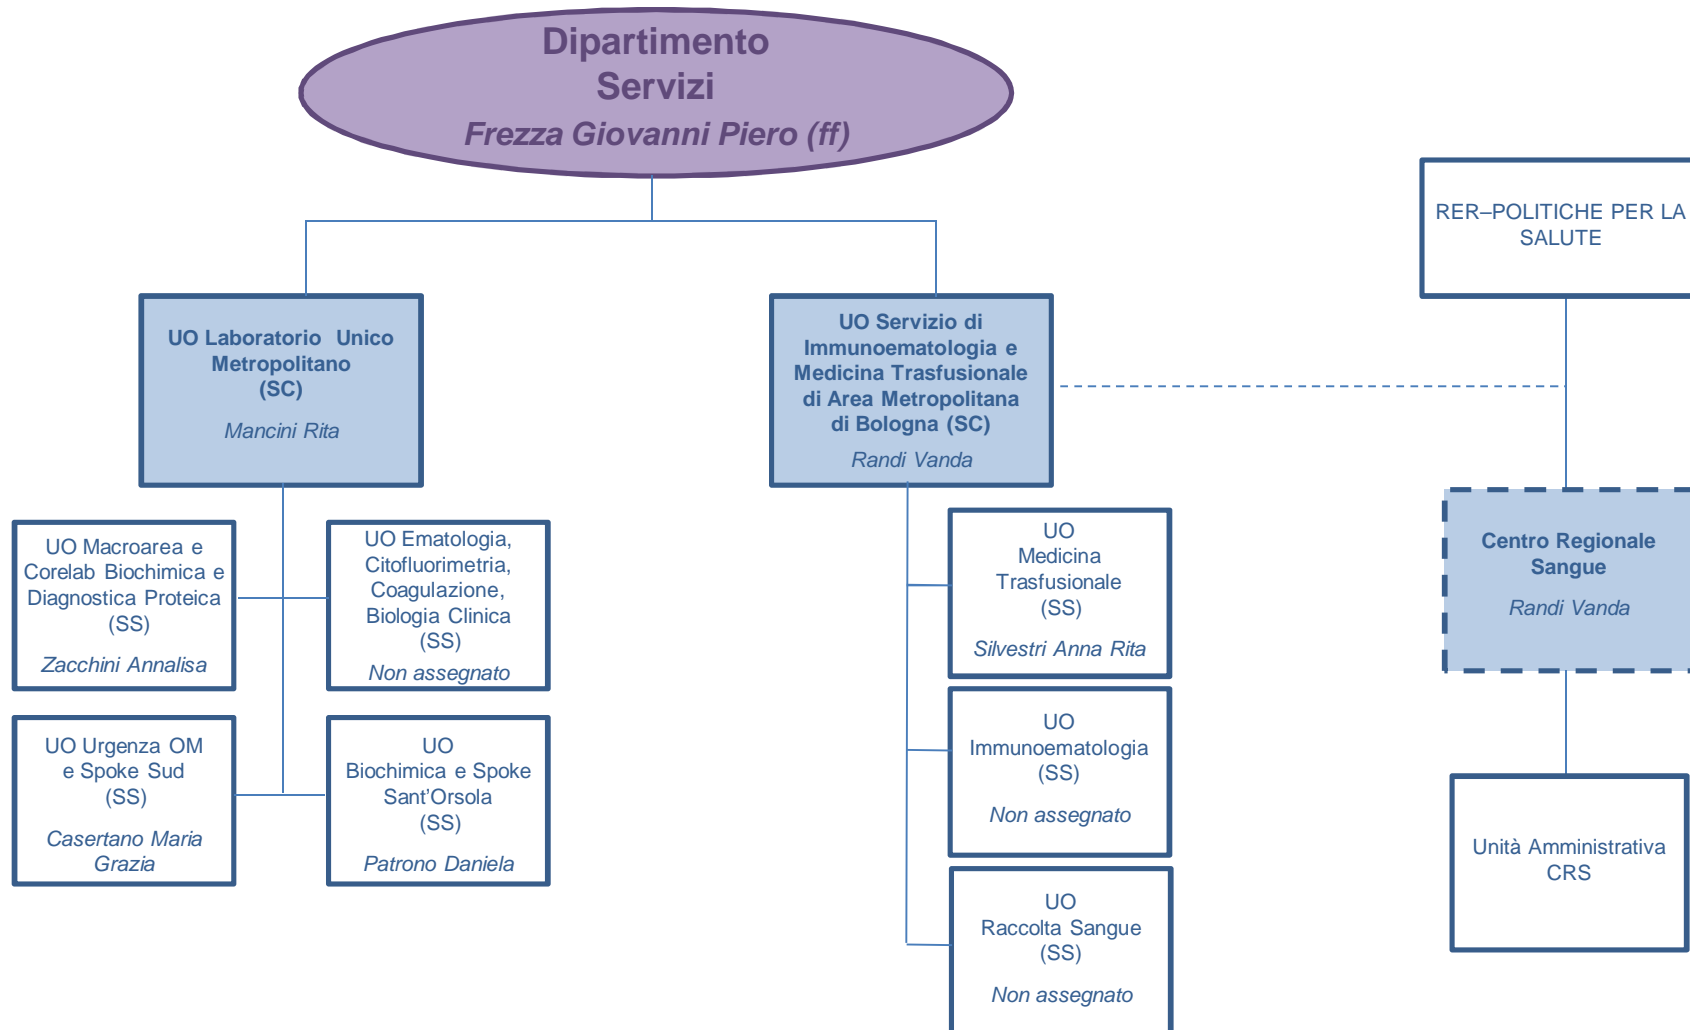 Dipartimento
Servizi
Frezza Giovanni Piero (ff)
RER–POLITICHE PER LA
SALUTE
UO Laboratorio Unico
Metropolitano
(SC)
Mancini Rita
UO Servizio di
Immunoematologia e
Medicina Trasfusionale
di Area Metropolitana
di Bologna (SC)
Randi Vanda
Centro Regionale
Sangue
Randi Vanda
UO Macroarea e
Corelab Biochimica e
Diagnostica Proteica
(SS)
Zacchini Annalisa
UO Ematologia,
Citofluorimetria,
Coagulazione,
Biologia Clinica
(SS)
Non assegnato
UO
Medicina
Trasfusionale
(SS)
Silvestri Anna Rita
UO Urgenza OM
e Spoke Sud
(SS)
Casertano Maria
Grazia
UO
Biochimica e Spoke
Sant'Orsola
(SS)
Patrono Daniela
UO
Immunoematologia
(SS)
Non assegnato
Unità Amministrativa
CRS
UO
Raccolta Sangue
(SS)
Non assegnato